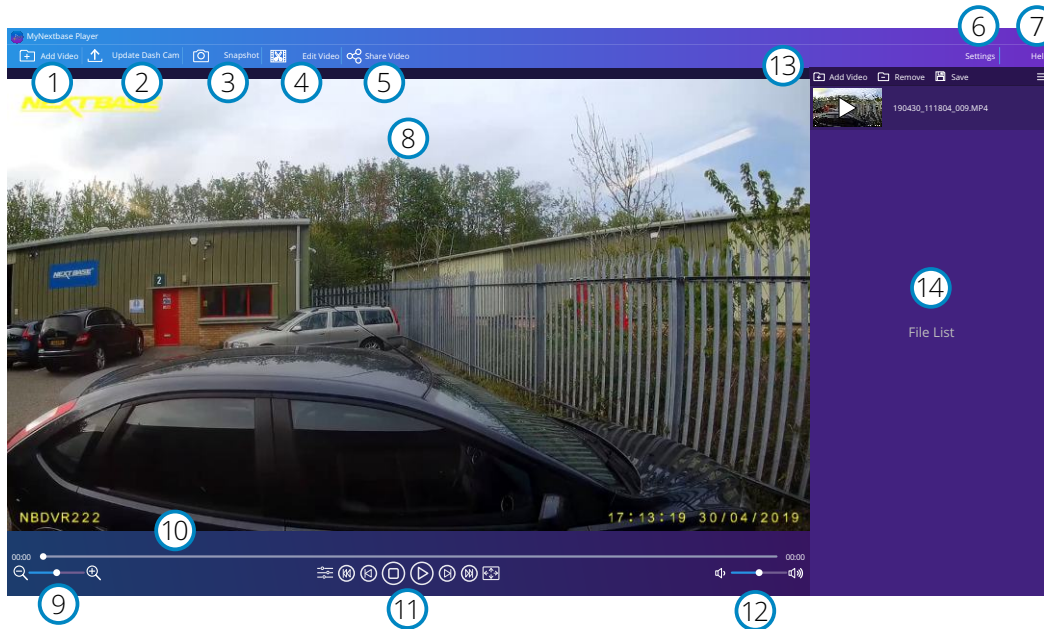 6
7
MyNextbase Player
Add Video
Update Dash Cam
Snapshot
Edit Video
Share Video
Settings
Hel
1
2
3
4
5
13
Add Video
Remove
Save
NEXTBASE
190430_111804_009.MP4
8
NEXTBASE
2
14
File List
NBDVR222
17:13:19 30/04/2019
10
00:00
00:00
9
11
12